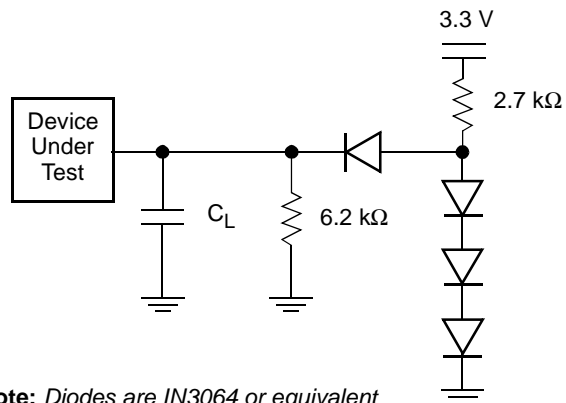 3.3 V
2.7 kΩ
Device
Under
Test
C_L
6.2 kΩ
ote: Diodes are IN3064 or equivalent